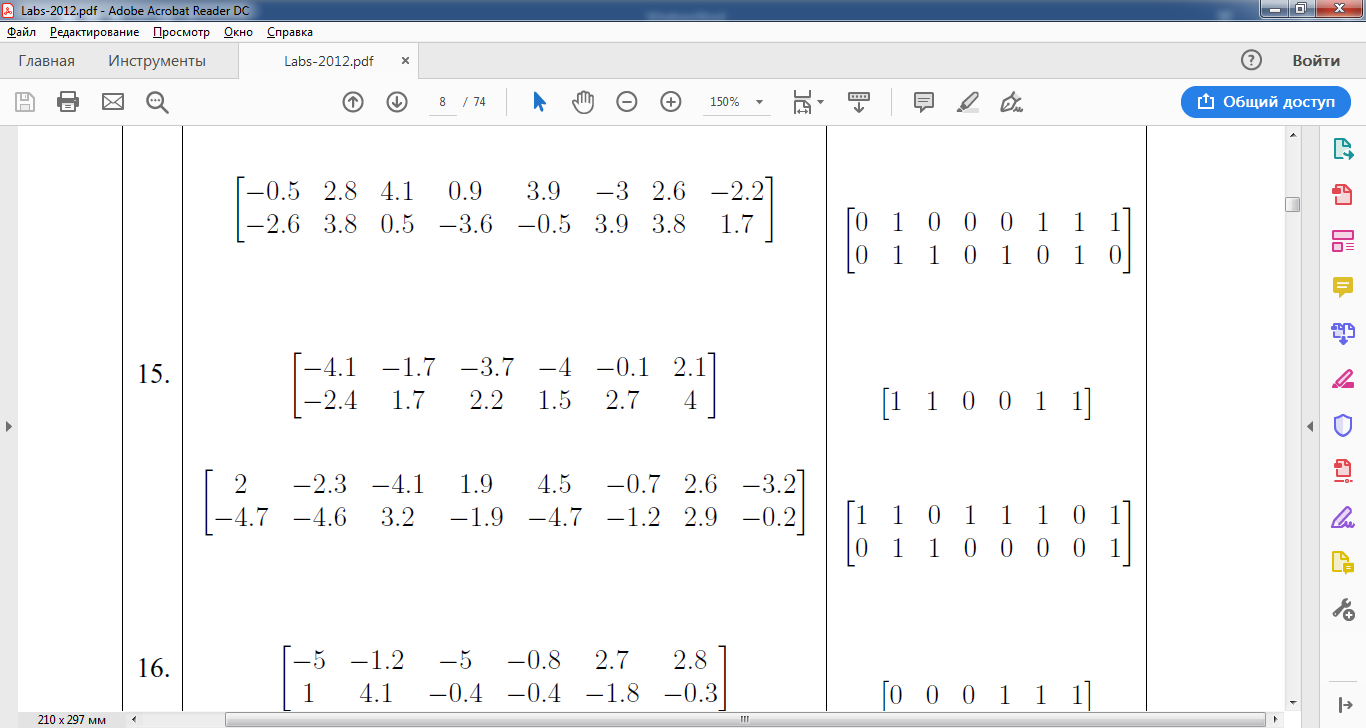 Labs-2012.pdf - Adobe Acrobat Reader DC
Файл Редактирование Просмотр Окно Справка
Главная Инструменты Labs-2012.pdf × ? Войти
8 / 74 150% Общий доступ
−0.5 2.8 4.1 0.9 3.9 −3 2.6 −2.2
−2.6 3.8 0.5 −3.6 −0.5 3.9 3.8 1.7
0 1 0 0 0 1 1 1
0 1 1 0 1 0 1 0
15.
−4.1 −1.7 −3.7 −4 −0.1 2.1
−2.4 1.7 2.2 1.5 2.7 4
[1 1 0 0 1 1]
2 −2.3 −4.1 1.9 4.5 −0.7 2.6 −3.2
−4.7 −4.6 3.2 −1.9 −4.7 −1.2 2.9 −0.2
1 1 0 1 1 1 0 1
0 1 1 0 0 0 0 1
16.
−5 −1.2 −5 −0.8 2.7 2.8
1 4.1 −0.4 −0.4 −1.8 −0.3
[0 0 0 1 1 1]
210 x 297 мм